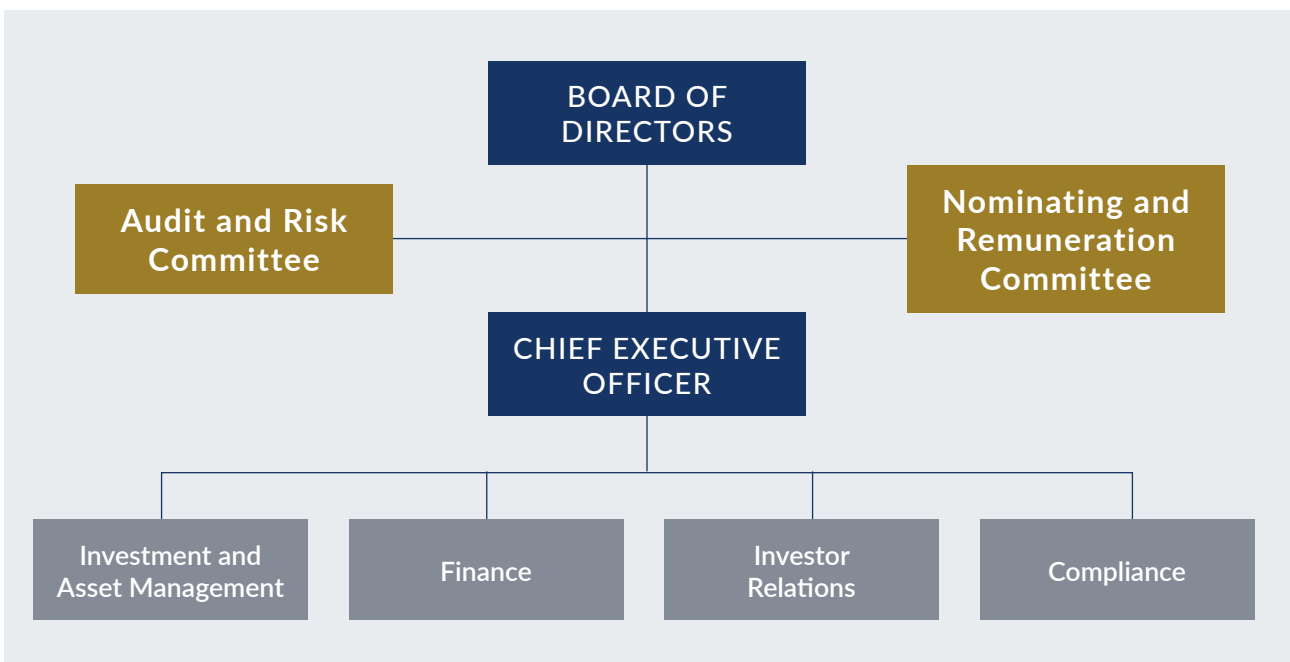 BOARD OF
DIRECTORS
Audit and Risk
Committee
Nominating and
Remuneration
Committee
CHIEF EXECUTIVE
OFFICER
Investment and
Asset Management
Finance
Investor
Relations
Compliance